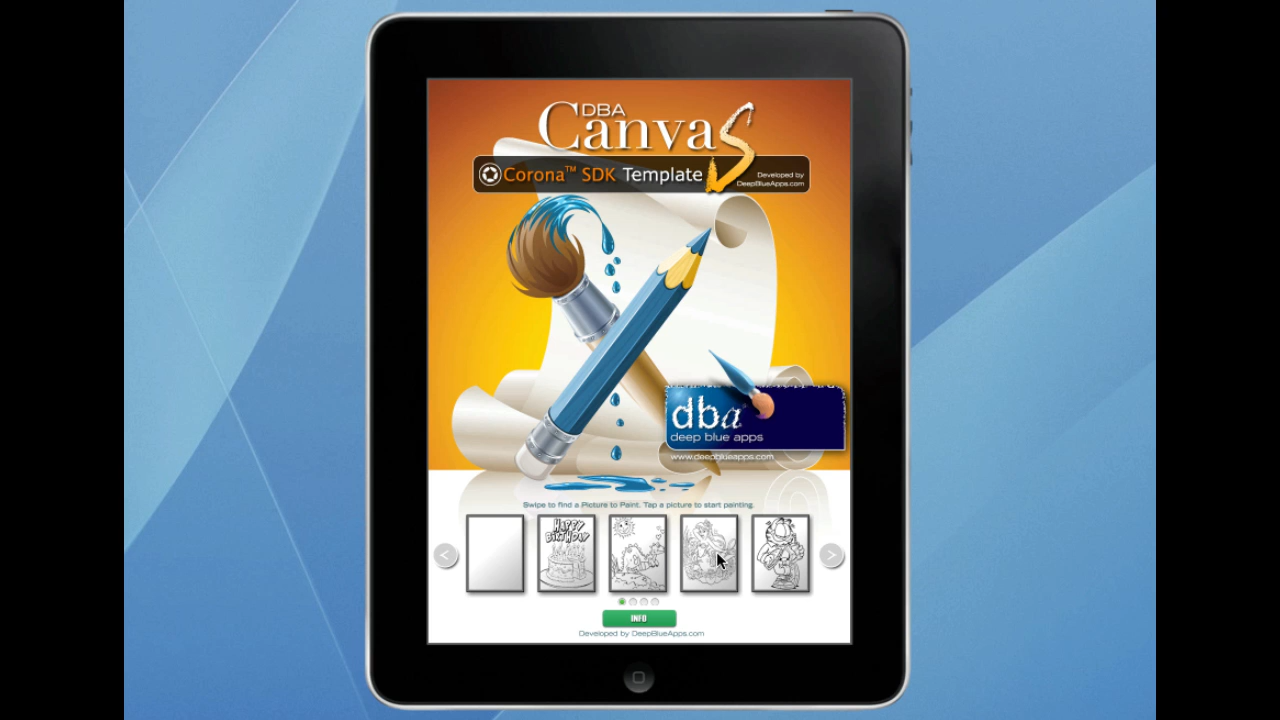 DBA
CanvaS
Corona™ SDK Template
Developed by
DeepBlueApps.com
dba
deep blue apps
www.deepblueapps.com
Swipe to find a Picture to Paint. Tap a picture to start painting.
HAPPY
BIRTHDAY
INFO
Developed by DeepBlueApps.com